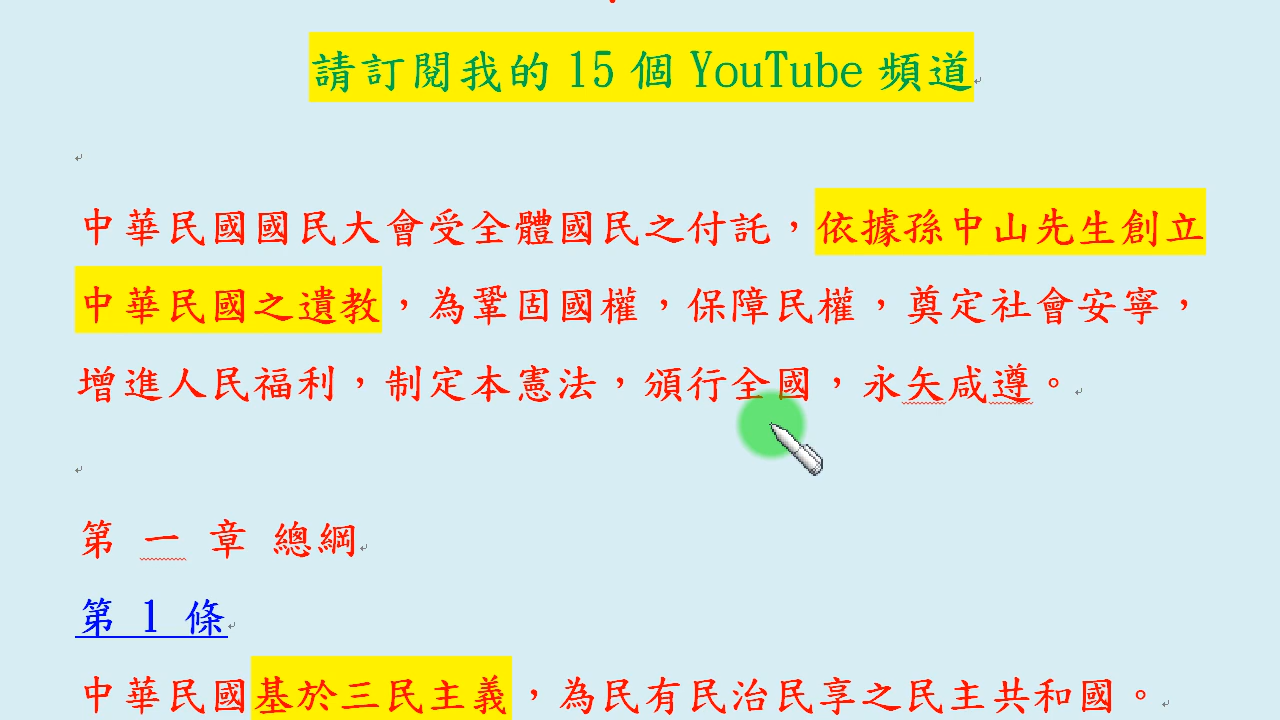 請訂閱我的 15 個 YouTube 頻道
中華民國國民大會受全體國民之付託，依據孫中山先生創立
中華民國之遺教，為鞏固國權，保障民權，奠定社會安寧，
增進人民福利，制定本憲法，頒行全國，永矢咸遵。
第 一 章 總綱
第 1 條
中華民國基於三民主義，為民有民治民享之民主共和國。